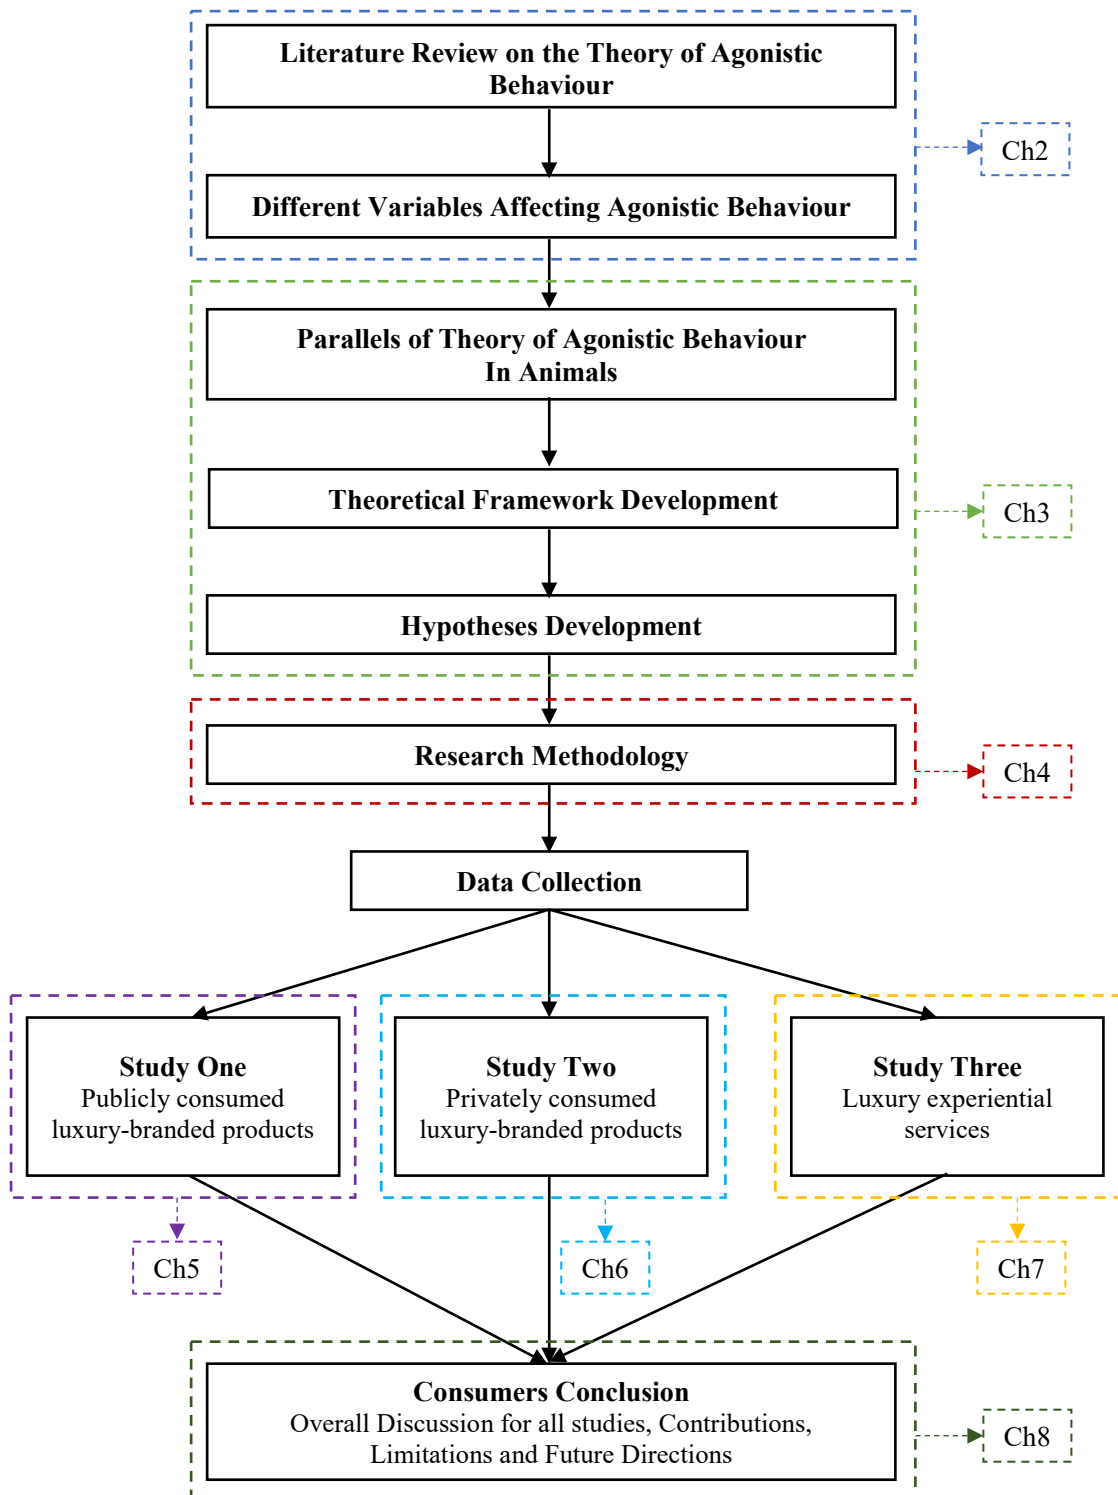 Literature Review on the Theory of Agonistic
Behaviour
Different Variables Affecting Agonistic Behaviour
Ch2
Parallels of Theory of Agonistic Behaviour
In Animals
Theoretical Framework Development
Ch3
Hypotheses Development
Research Methodology
Ch4
Data Collection
Study One
Publicly consumed
luxury-branded products
Study Two
Privately consumed
luxury-branded products
Study Three
Luxury experiential
services
Ch5
Ch6
Ch7
Consumers Conclusion
Overall Discussion for all studies, Contributions,
Limitations and Future Directions
Ch8